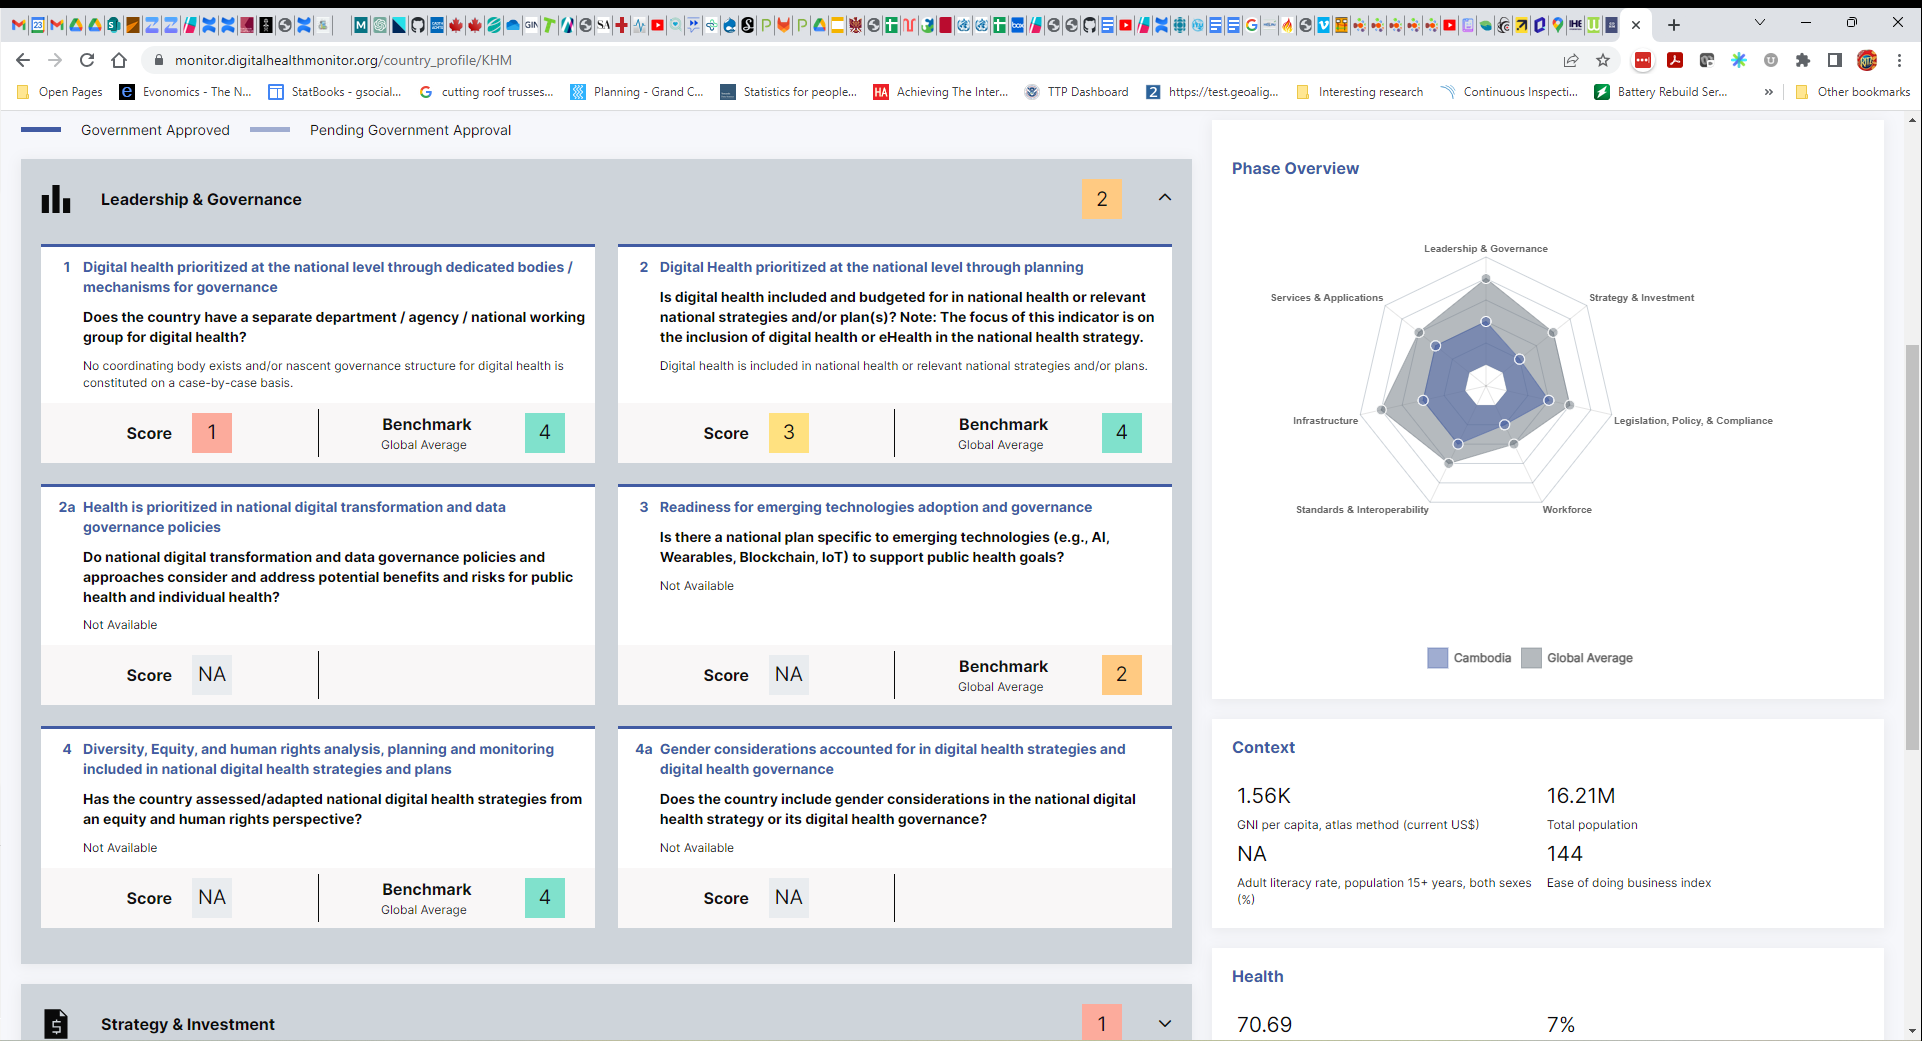 monitor.digitalhealthmonitor.org/country_profile/KHM
Open Pages
Evonomics - The N...
StatBooks - gsocial...
cutting roof trusses...
Planning - Grand C...
Statistics for people...
HA Achieving The Inter...
TTP Dashboard
2 https://test.geoalig...
Interesting research
Continuous Inspecti...
Battery Rebuild Ser...
»
Other bookmarks
Government Approved
Pending Government Approval
Leadership & Governance
2
1 Digital health prioritized at the national level through dedicated bodies /
mechanisms for governance
Does the country have a separate department / agency / national working
group for digital health?
No coordinating body exists and/or nascent governance structure for digital health is
constituted on a case-by-case basis.
Score 1
Benchmark
Global Average
4
2 Digital Health prioritized at the national level through planning
Is digital health included and budgeted for in national health or relevant
national strategies and/or plan(s)? Note: The focus of this indicator is on
the inclusion of digital health or eHealth in the national health strategy.
Digital health is included in national health or relevant national strategies and/or plans.
Score 3
Benchmark
Global Average
4
2a Health is prioritized in national digital transformation and data
governance policies
Do national digital transformation and data governance policies and
approaches consider and address potential benefits and risks for public
health and individual health?
Not Available
Score NA
3 Readiness for emerging technologies adoption and governance
Is there a national plan specific to emerging technologies (e.g., AI,
Wearables, Blockchain, IoT) to support public health goals?
Not Available
Score NA
Benchmark
Global Average
2
4 Diversity, Equity, and human rights analysis, planning and monitoring
included in national digital health strategies and plans
Has the country assessed/adapted national digital health strategies from
an equity and human rights perspective?
Not Available
Score NA
Benchmark
Global Average
4
4a Gender considerations accounted for in digital health strategies and
digital health governance
Does the country include gender considerations in the national digital
health strategy or its digital health governance?
Not Available
Score NA
Strategy & Investment
1
Phase Overview
Leadership & Governance
Services & Applications
Strategy & Investment
Infrastructure
Legislation, Policy, & Compliance
Standards & Interoperability
Workforce
Cambodia
Global Average
Context
1.56K
GNI per capita, atlas method (current US$)
16.21M
Total population
NA
Adult literacy rate, population 15+ years, both sexes
(%)
144
Ease of doing business index
Health
70.69
7%